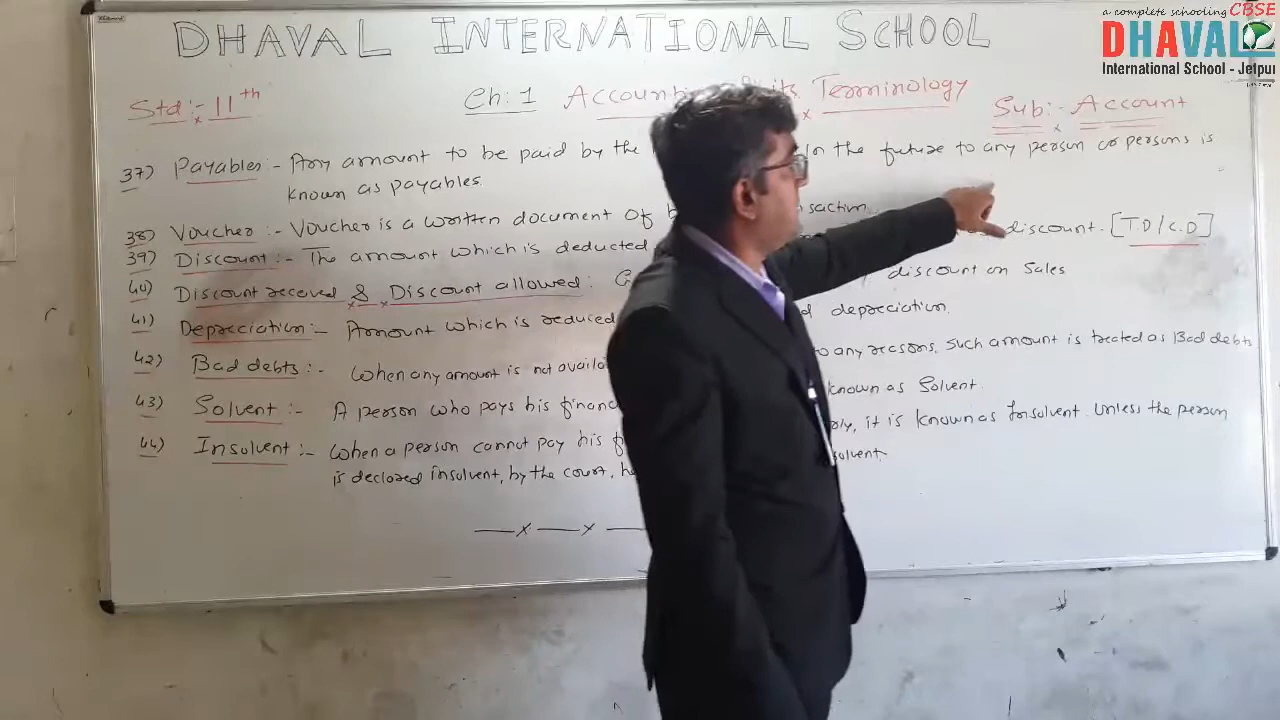 a complete schooling CBSE
DHAVAL
International School - Jetpur
DHAVAL INTERNATIONAL SCHOOL
Std:- 11th Ch:1 Terminology Sub:- Account
37) Payables:- Any amount to be paid by the In the future to any person or persons is
known as payables.
38) Voucher:- Voucher is a written document of
39) Discount:- The amount which is deducted discount. [T.D/C.D]
40) Discount received & Discount allowed: discount on Sales
41) Depreciation:- Amount which is reduced depreciation.
42) Bad debts:- When any amount is not any reasons, such amount is treated as Bad debts
43) Solvent:- A person who pays his known as Solvent.
44) Insolvent:- When a person cannot pay his it is known as Insolvent. Unless the person
is declared insolvent, by the court,